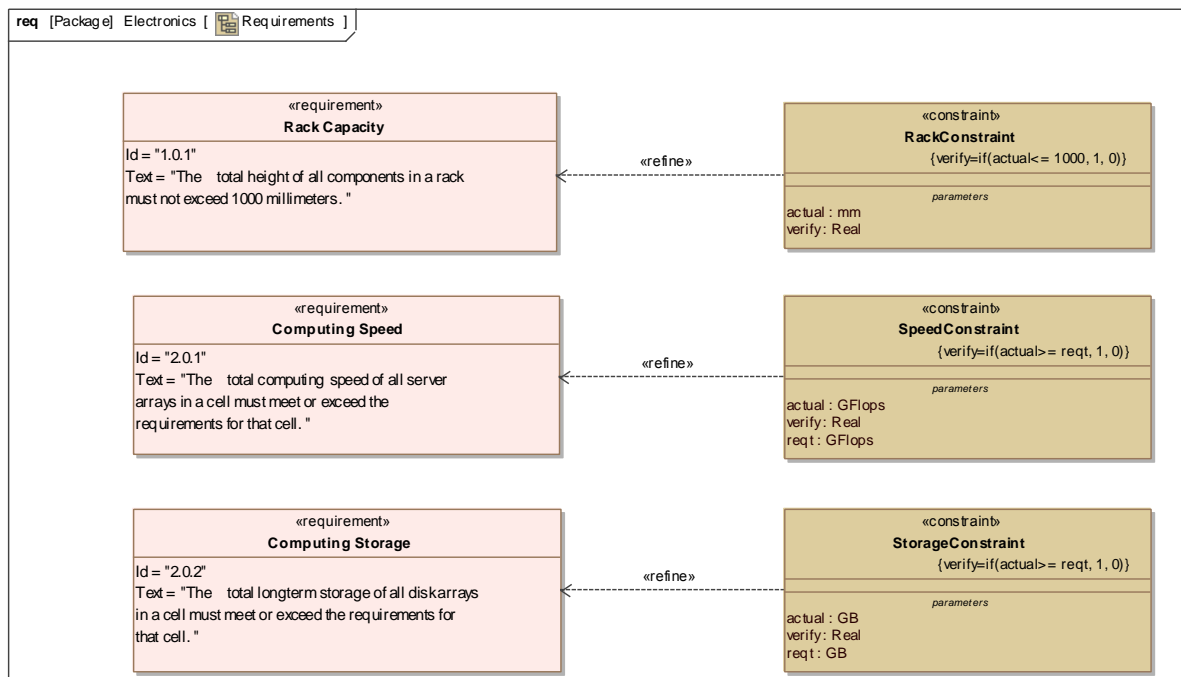 req [Package] Electronics [ Requirements ]
«requirement»
Rack Capacity
Id = "1.0.1"
Text = "The total height of all components in a rack
must not exceed 1000 millimeters. "
«refine»
«constraint»
RackConstraint
{verify=if(actual<= 1000, 1, 0)}
parameters
actual : mm
verify: Real
«requirement»
Computing Speed
Id = "2.0.1"
Text = "The total computing speed of all server
arrays in a cell must meet or exceed the
requirements for that cell. "
«refine»
«constraint»
SpeedConstraint
{verify=if(actual>= reqt, 1, 0)}
parameters
actual : GFlops
verify: Real
reqt : GFlops
«requirement»
Computing Storage
Id = "2.0.2"
Text = "The total longterm storage of all diskarrays
in a cell must meet or exceed the requirements for
that cell. "
«refine»
«constraint»
StorageConstraint
{verify=if(actual>= reqt, 1, 0)}
parameters
actual : GB
verify: Real
reqt : GB